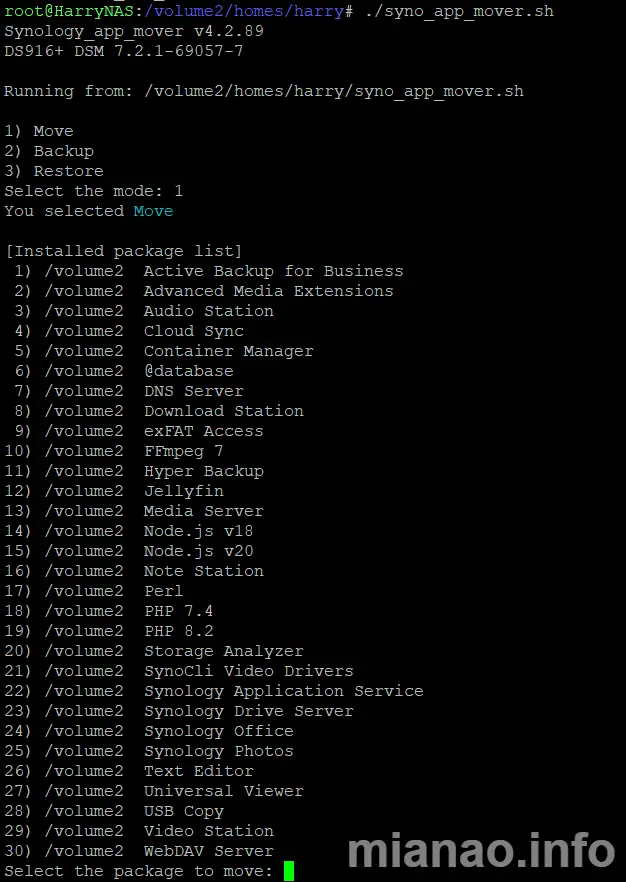 root@HarryNAS:/volume2/homes/harry# ./syno_app_mover.sh
Synology_app_mover v4.2.89
DS916+ DSM 7.2.1-69057-7
Running from: /volume2/homes/harry/syno_app_mover.sh
1) Move
2) Backup
3) Restore
Select the mode: 1
You selected Move
[Installed package list]
1) /volume2 Active Backup for Business
2) /volume2 Advanced Media Extensions
3) /volume2 Audio Station
4) /volume2 Cloud Sync
5) /volume2 Container Manager
6) /volume2 @database
7) /volume2 DNS Server
8) /volume2 Download Station
9) /volume2 exFAT Access
10) /volume2 FFmpeg 7
11) /volume2 Hyper Backup
12) /volume2 Jellyfin
13) /volume2 Media Server
14) /volume2 Node.js v18
15) /volume2 Node.js v20
16) /volume2 Note Station
17) /volume2 Perl
18) /volume2 PHP 7.4
19) /volume2 PHP 8.2
20) /volume2 Storage Analyzer
21) /volume2 SynoCli Video Drivers
22) /volume2 Synology Application Service
23) /volume2 Synology Drive Server
24) /volume2 Synology Office
25) /volume2 Synology Photos
26) /volume2 Text Editor
27) /volume2 Universal Viewer
28) /volume2 USB Copy
29) /volume2 Video Station
30) /volume2 WebDAV Server
Select the package to move:
mianao.info